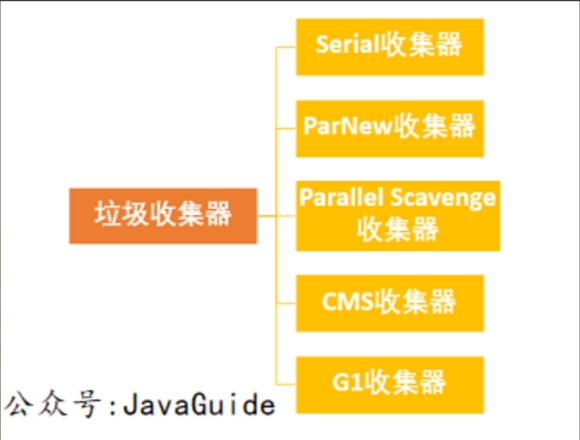 Serial收集器
ParNew收集器
垃圾收集器
Parallel Scavenge
收集器
CMS收集器
G1收集器
公众号:JavaGuide